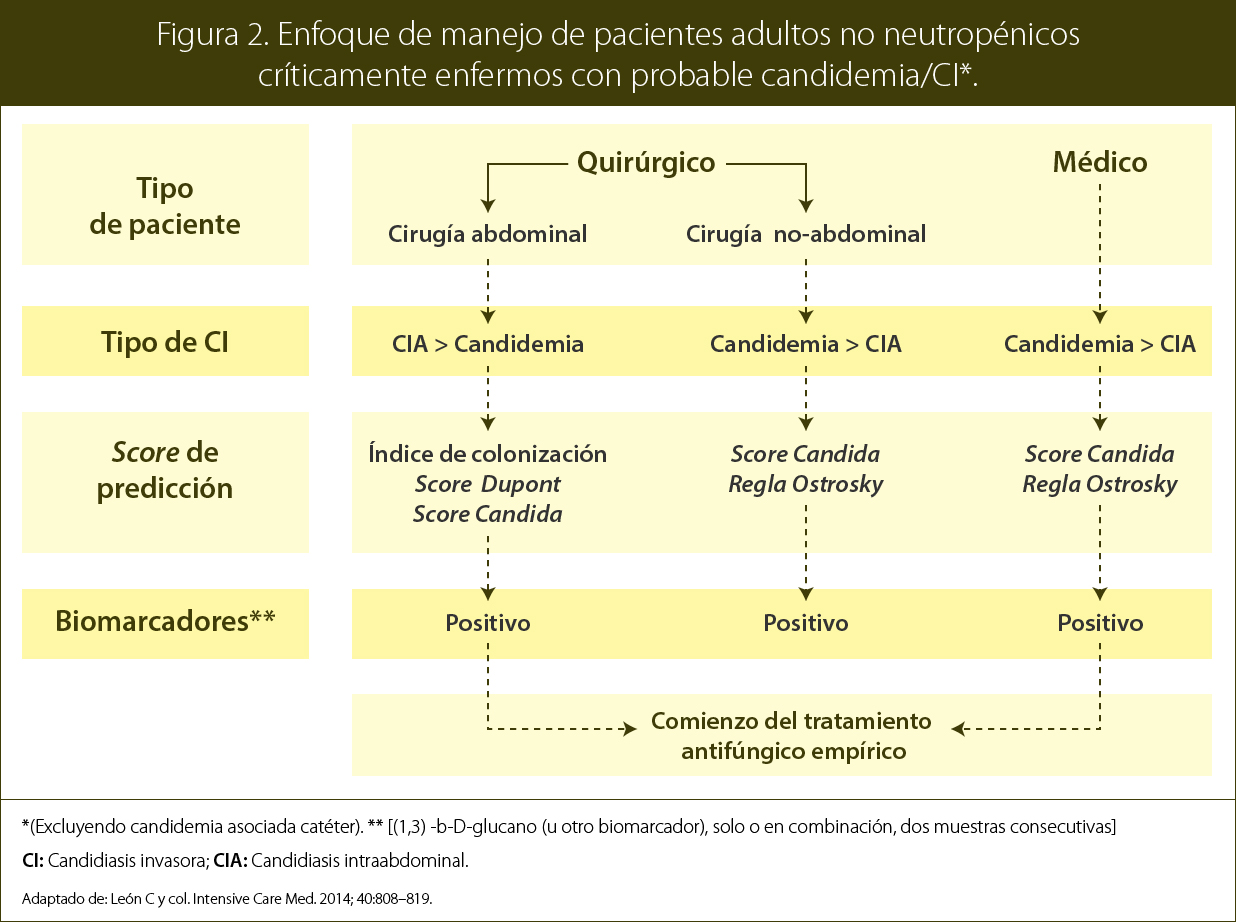 Figura 2. Enfoque de manejo de pacientes adultos no neutropénicos
críticamente enfermos con probable candidemia/CI*.
Tipo
de paciente
Quirúrgico
Médico
Cirugía abdominal
Cirugía no-abdominal
Tipo de CI
CIA > Candidemia
Candidemia > CIA
Candidemia > CIA
Score de
predicción
Índice de colonización
Score Dupont
Score Candida
Score Candida
Regla Ostrosky
Score Candida
Regla Ostrosky
Biomarcadores**
Positivo
Positivo
Positivo
Comienzo del tratamiento
antifúngico empírico
*(Excluyendo candidemia asociada catéter). ** [(1,3) -b-D-glucano (u otro biomarcador), solo o en combinación, dos muestras consecutivas]
CI: Candidiasis invasora; CIA: Candidiasis intraabdominal.
Adaptado de: León C y col. Intensive Care Med. 2014; 40:808–819.